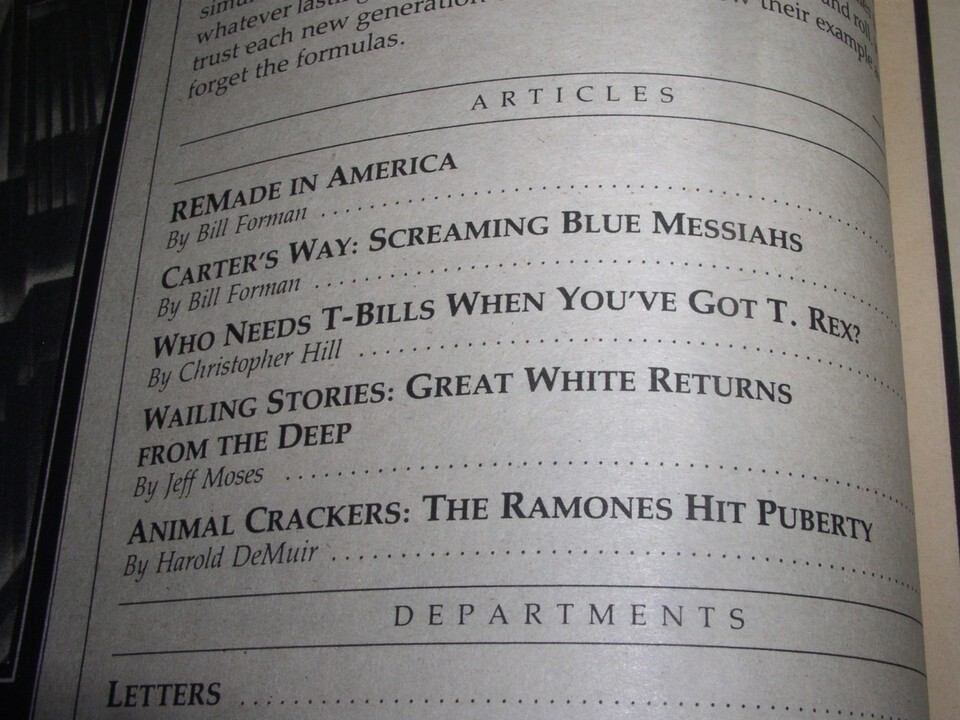 whatever
trust each new generation
their example
forget the formulas.
and roll
ARTICLES
REMADE IN AMERICA
By Bill Forman
CARTER'S WAY: SCREAMING BLUE MESSIAHS
By Bill Forman
WHO NEEDS T-BILLS WHEN YOU'VE GOT T. REX?
By Christopher Hill
WAILING STORIES: GREAT WHITE RETURNS
FROM THE DEEP
By Jeff Moses
ANIMAL CRACKERS: THE RAMONES HIT PUBERTY
By Harold DeMuir
DEPARTMENTS
LETTERS